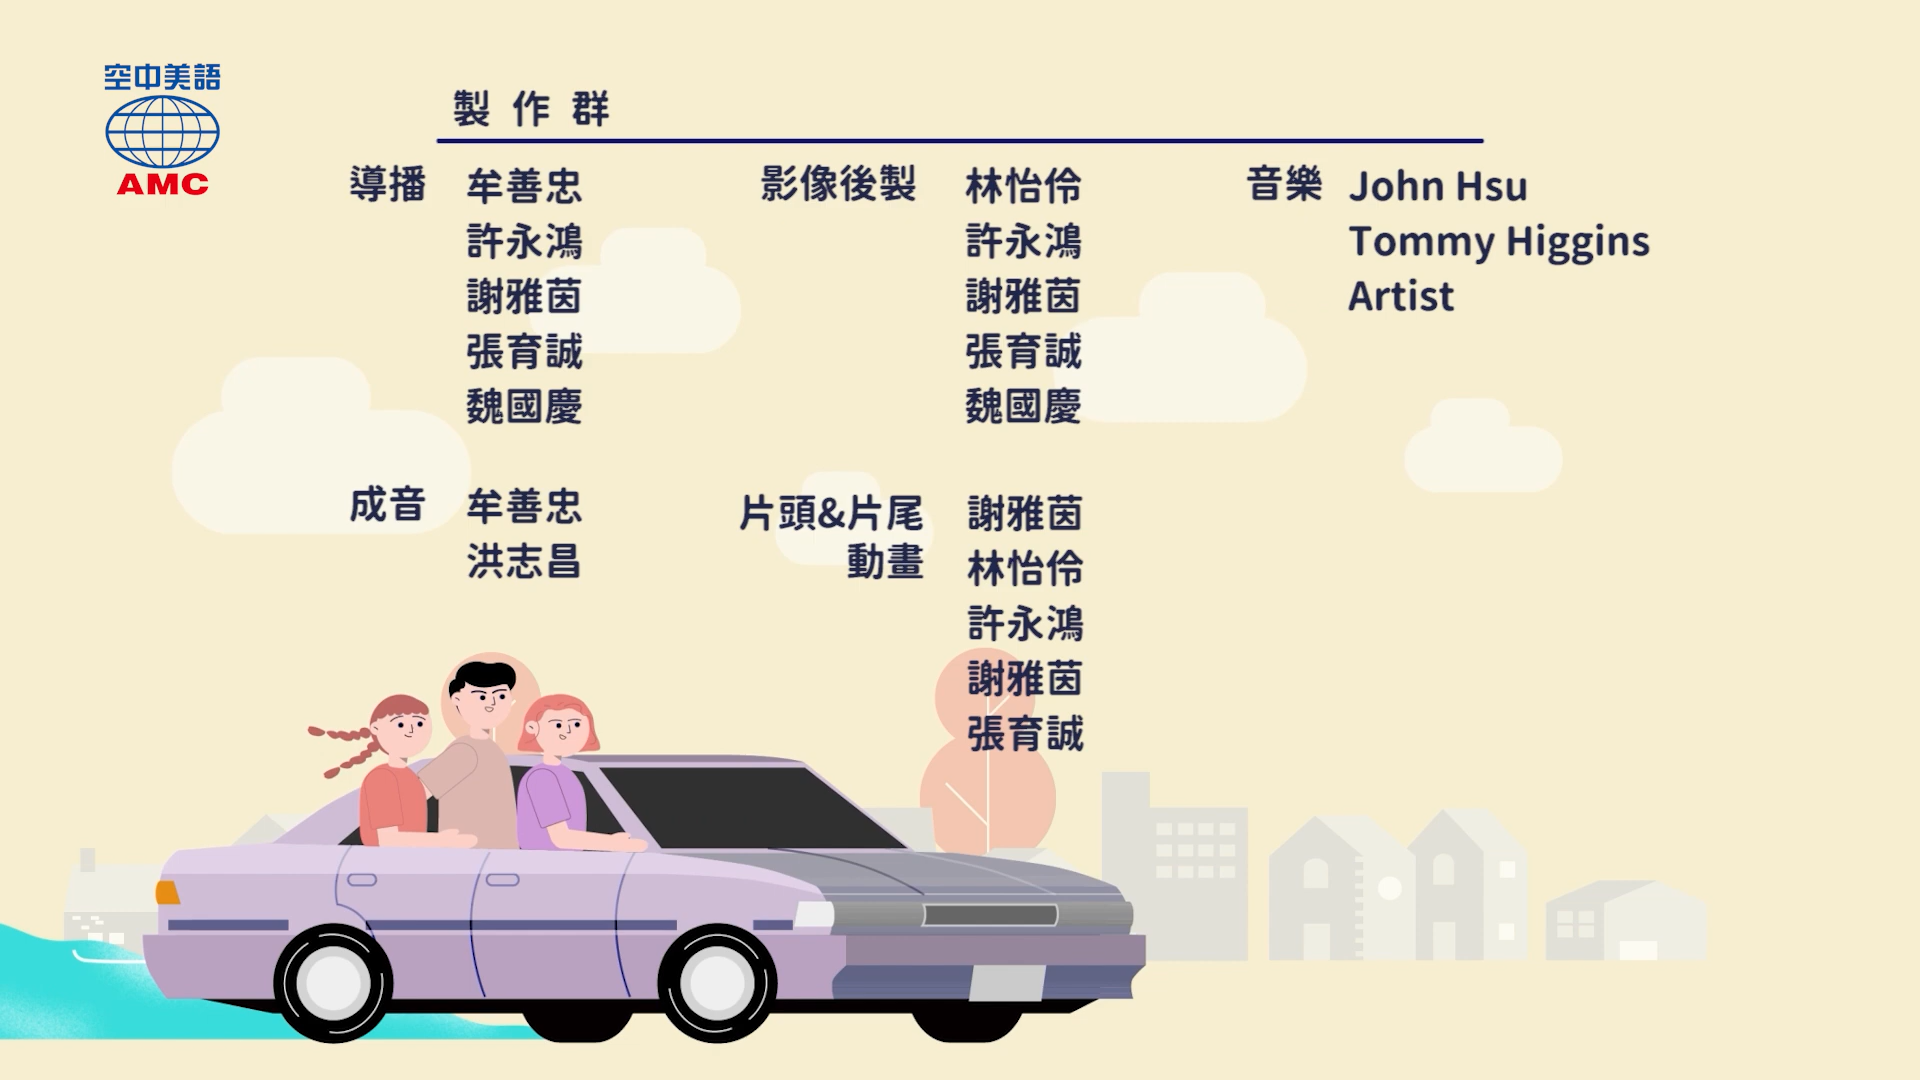 空中美語
AMC
製作群
導播
牟善忠
許永鴻
謝雅茵
張育誠
魏國慶
成音
牟善忠
洪志昌
影像後製
林怡伶
許永鴻
謝雅茵
張育誠
魏國慶
片頭&片尾
動畫
謝雅茵
林怡伶
許永鴻
謝雅茵
張育誠
音樂
John Hsu
Tommy Higgins
Artist